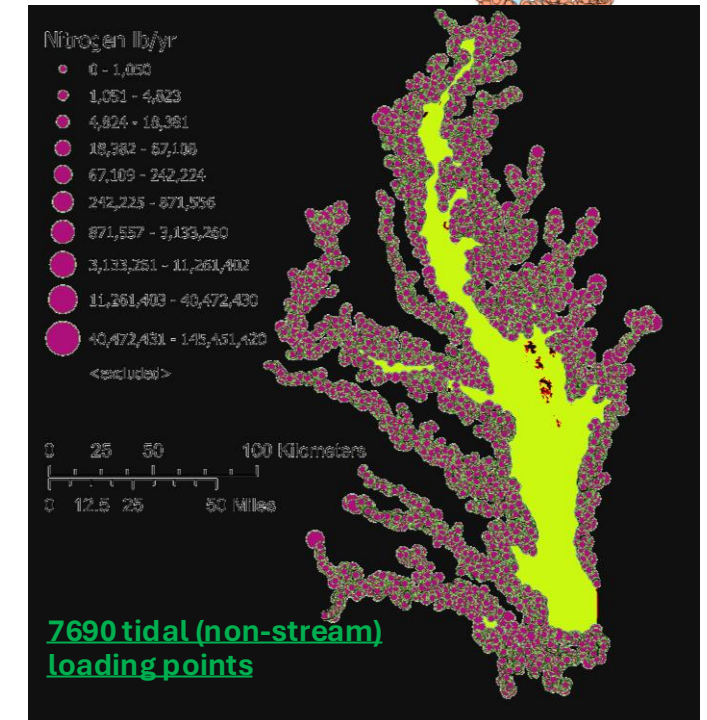 Nitrogen lb/yr
0 - 1,050
1,051 - 4,823
4,824 - 18,381
18,382 - 67,108
67,109 - 242,224
242,225 - 871,556
871,557 - 3,133,250
3,133,251 - 11,261,402
11,261,403 - 40,472,430
40,472,431 - 145,451,420
<excluded>
0 25 50 100 Kilometers
0 12.5 25 50 Miles
7690 tidal (non-stream)
loading points